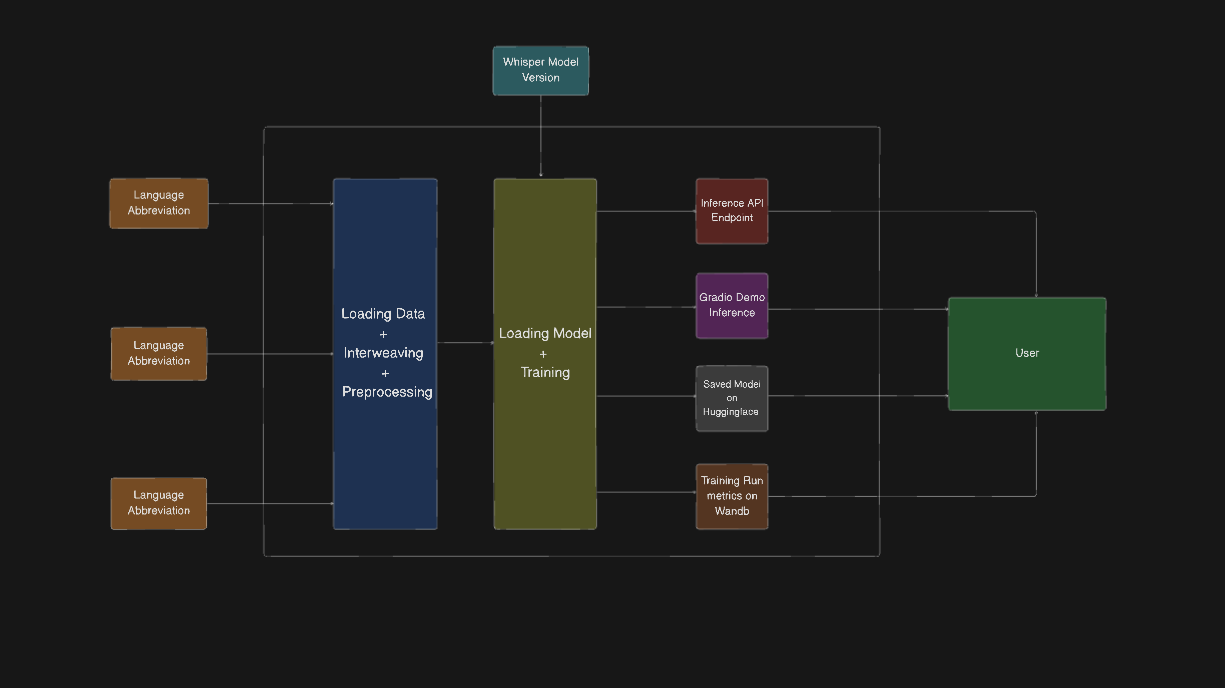 Whisper Model
Version
Language
Abbreviation
Language
Abbreviation
Language
Abbreviation
Loading Data
+
Interweaving
+
Preprocessing
Loading Model
+
Training
Inference API
Endpoint
Gradio Demo
Inference
Saved Model
on
Huggingface
Training Run
metrics on
Wandb
User